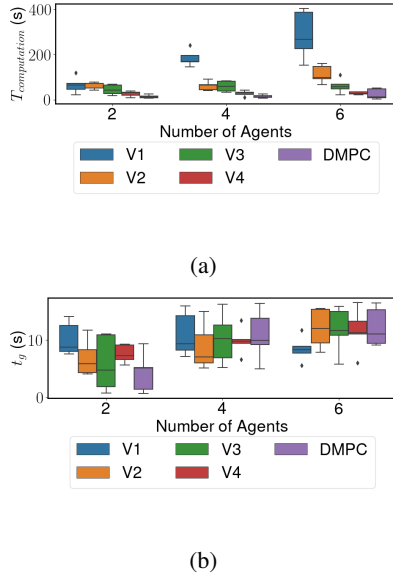 400
200
0
T_computation (s)
2 4 6
Number of Agents
V1 V3 DMPC
V2 V4
(a)
10
0
t_g (s)
2 4 6
Number of Agents
V1 V3 DMPC
V2 V4
(b)